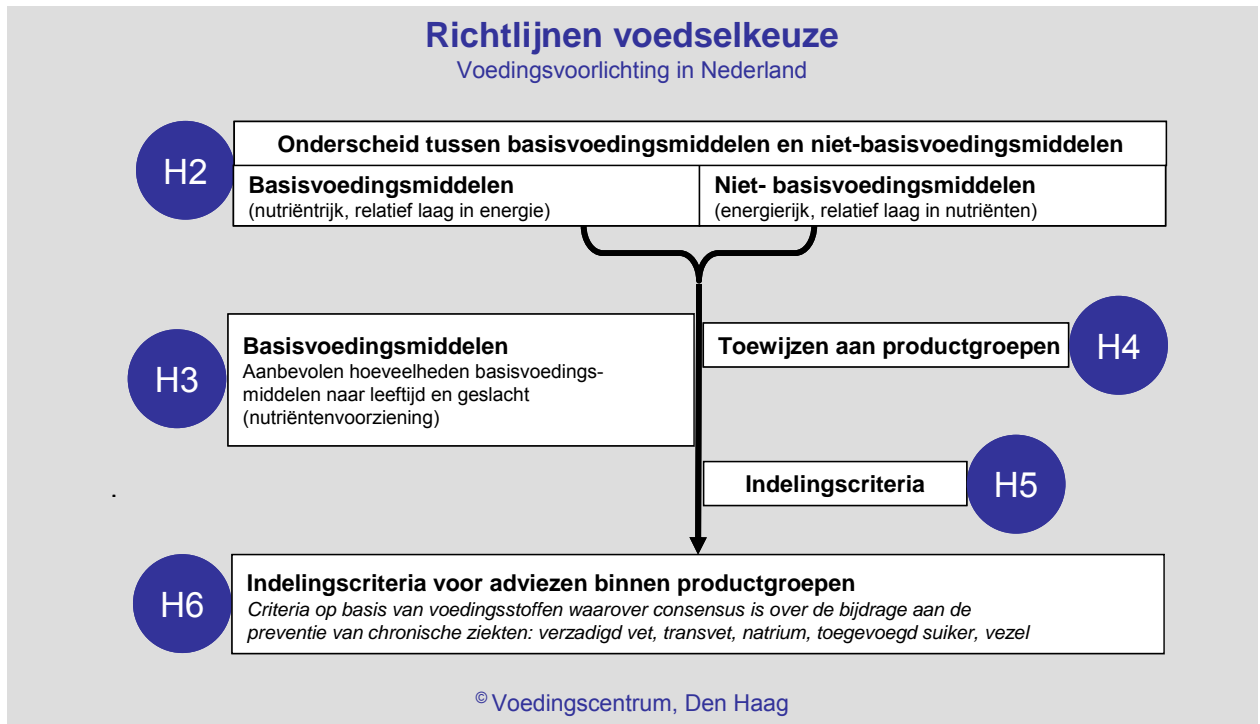 Richtlijnen voedselkeuze
Voedingsvoorlichting in Nederland
H2
Onderscheid tussen basisvoedingsmiddelen en niet-basisvoedingsmiddelen
Basisvoedingsmiddelen
(nutriëntrijk, relatief laag in energie)
Niet- basisvoedingsmiddelen
(energierijk, relatief laag in nutriënten)
H3
Basisvoedingsmiddelen
Aanbevolen hoeveelheden basisvoedings-
middelen naar leeftijd en geslacht
(nutriëntenvoorziening)
Toewijzen aan productgroepen
H4
Indelingscriteria
H5
.
H6
Indelingscriteria voor adviezen binnen productgroepen
Criteria op basis van voedingsstoffen waarover consensus is over de bijdrage aan de
preventie van chronische ziekten: verzadigd vet, transvet, natrium, toegevoegd suiker, vezel
© Voedingscentrum, Den Haag